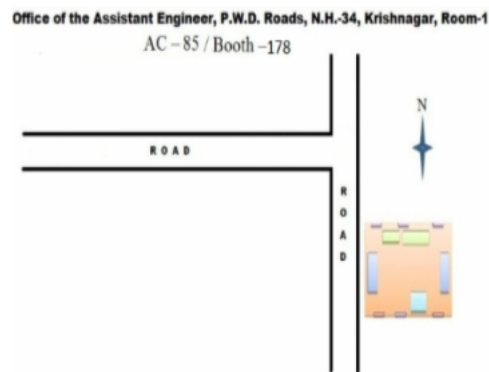 Office of the Assistant Engineer, P.W.D. Roads, N.H.-34, Krishnagar, Room-1
AC – 85 / Booth –178
N
ROAD
ROAD